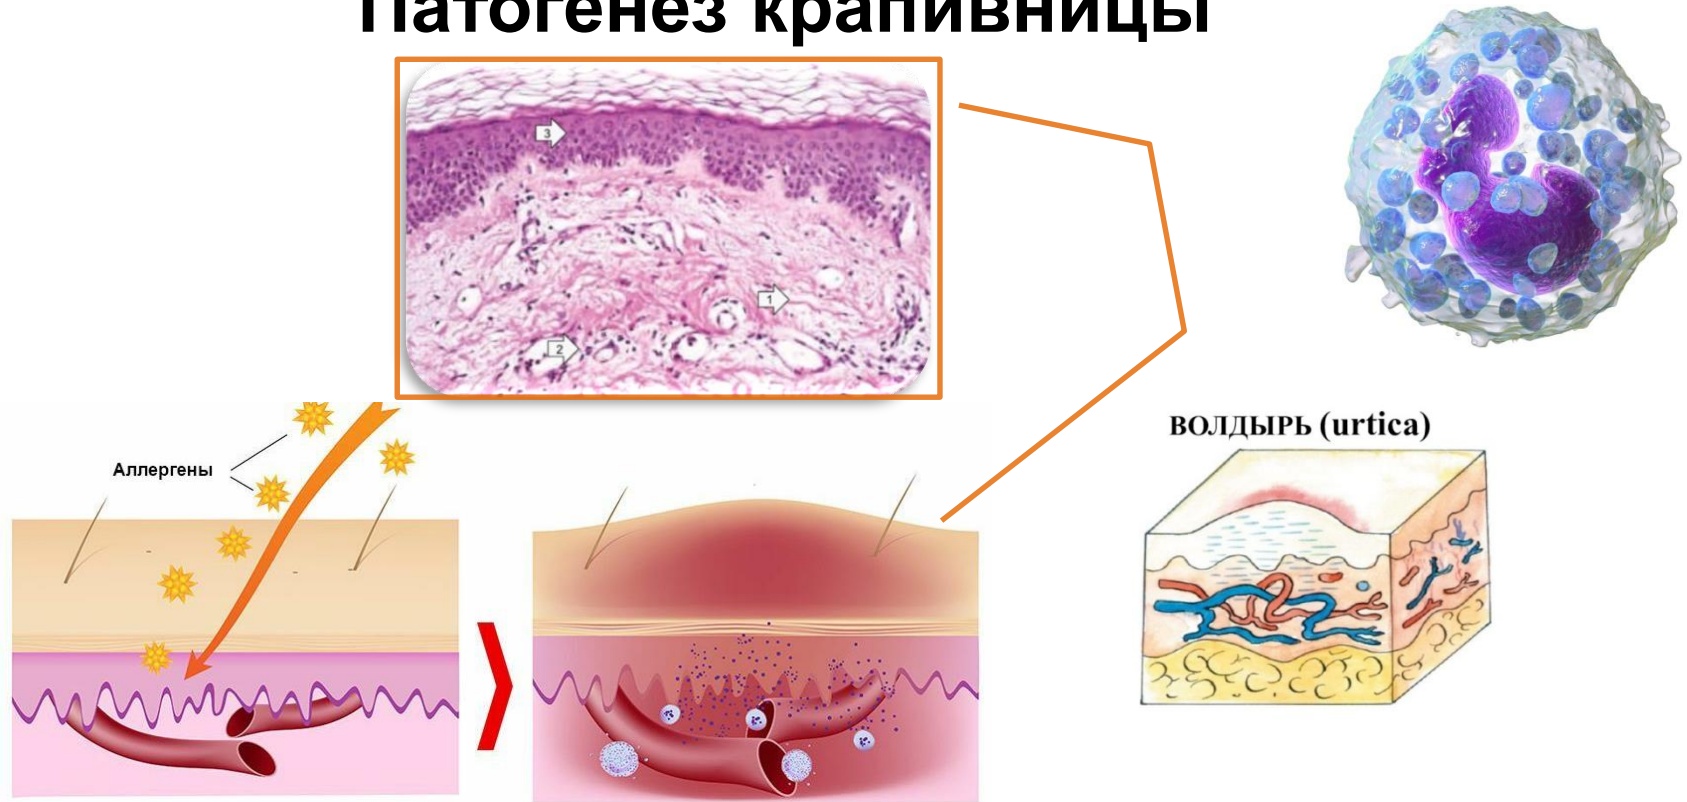 Патогенез крапивницы
3
1
2
Аллергены
ВОЛДЫРЬ (urtica)